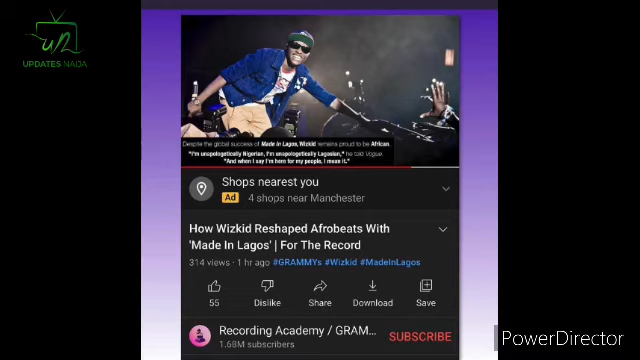 UPDATES NAIJA
Despite the global success of Made in Lagos, Wizkid remains proud to be African.
"I'm unapologetically Nigerian, I'm unapologetically Lagosian," he told Vogue.
"And when I say I'm here for my people, I mean it."
Shops nearest you
Ad 4 shops near Manchester
How Wizkid Reshaped Afrobeats With
'Made In Lagos' | For The Record
314 views · 1 hr ago #GRAMMYs #Wizkid #MadeInLagos
55 Dislike Share Download Save
Recording Academy / GRAM... SUBSCRIBE
1.68M subscribers
PowerDirector